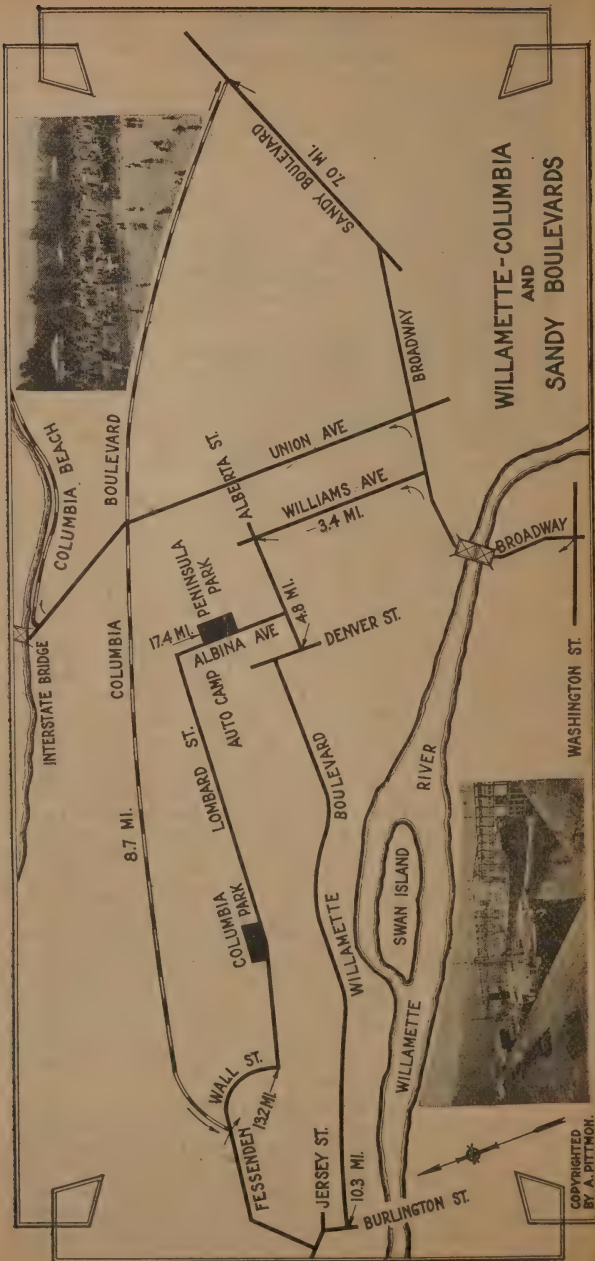 WILLAMETTE-COLUMBIA
AND
SANDY BOULEVARDS
INTERSTATE BRIDGE
COLUMBIA BEACH
COLUMBIA BOULEVARD
8.7 MI.
SANDY BOULEVARD
7.0 MI.
BROADWAY
UNION AVE
ALBERTA ST.
WILLIAMS AVE
3.4 MI.
PENINSULA
PARK
17.4 MI.
ALBINA AVE
4.8 MI.
DENVER ST.
AUTO CAMP
LOMBARD ST.
COLUMBIA
PARK
WALL ST.
13.2 MI.
FESSENDEN
JERSEY ST.
10.3 MI.
BURLINGTON ST.
WILLAMETTE BOULEVARD
SWAN ISLAND
WILLAMETTE RIVER
BROADWAY
WASHINGTON ST.
COPYRIGHTED
BY A. PITTMON.